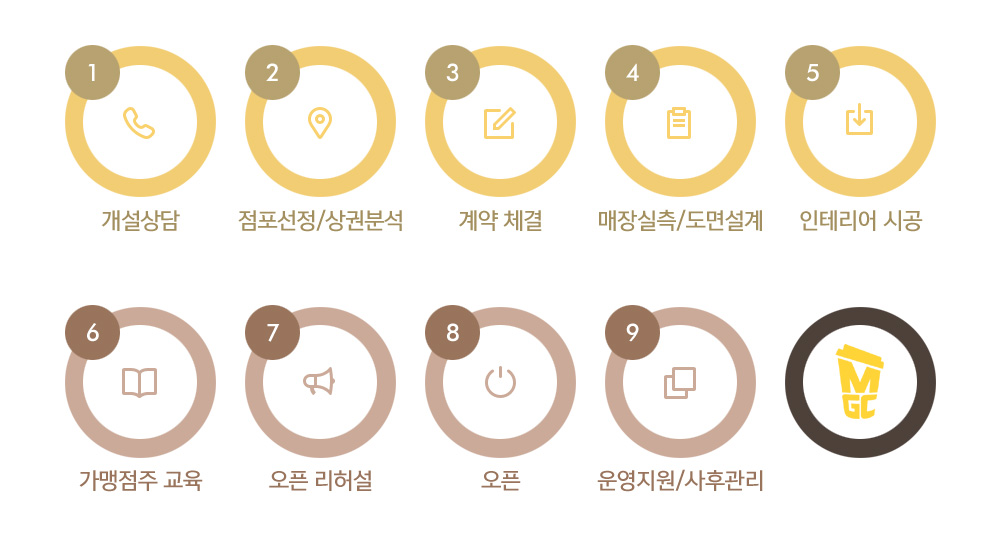 1
2
3
4
5
개설상담
점포선정/상권분석
계약 체결
매장실측/도면설계
인테리어 시공
6
7
8
9
M
GC
가맹점주 교육
오픈 리허설
오픈
운영지원/사후관리